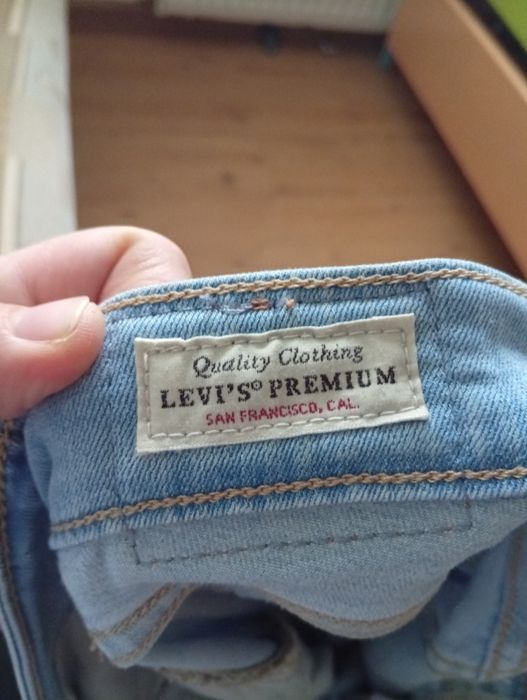 Quality Clothing
LEVI'S® PREMIUM
SAN FRANCISCO, CAL.